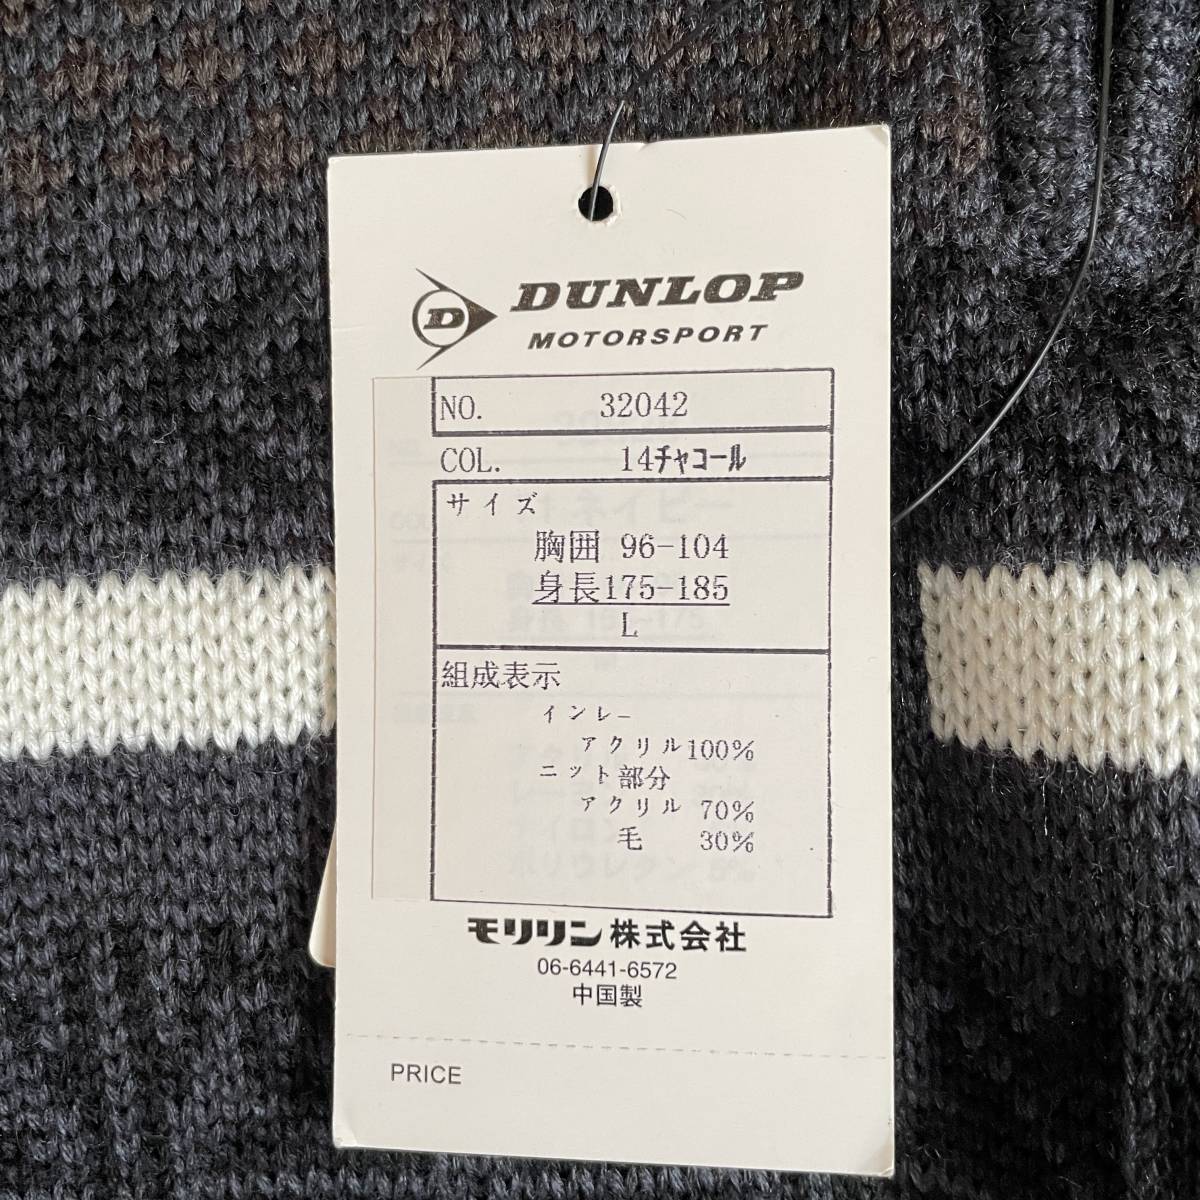 D DUNLOP
MOTORSPORT
NO. 32042
COL. 14チャコール
サイズ
胸囲 96-104
身長175-185
L
組成表示
インレー
アクリル100%
ニット部分
アクリル 70%
毛 30%
モリリン株式会社
06-6441-6572
中国製
PRICE